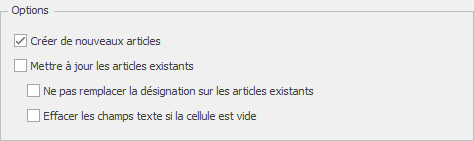 Options
Créer de nouveaux articles
Mettre à jour les articles existants
Ne pas remplacer la désignation sur les articles existants
Effacer les champs texte si la cellule est vide